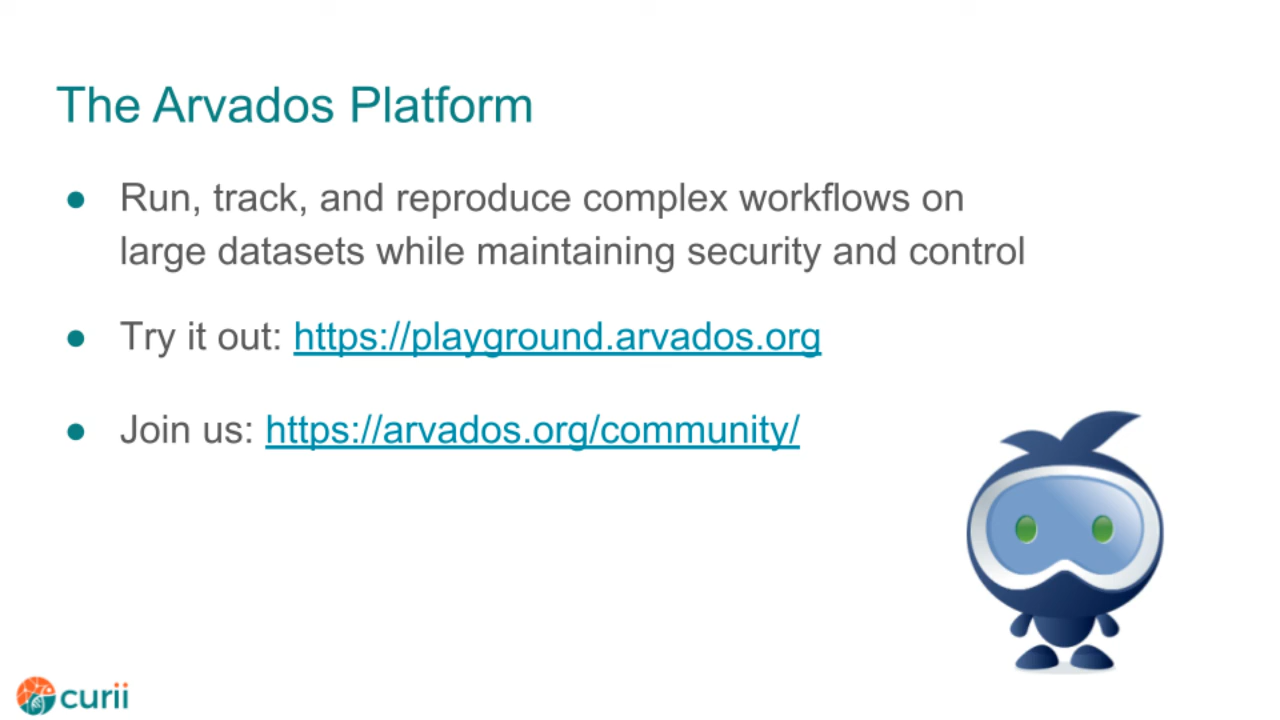 The Arvados Platform
● Run, track, and reproduce complex workflows on
large datasets while maintaining security and control
● Try it out: https://playground.arvados.org
● Join us: https://arvados.org/community/
curii